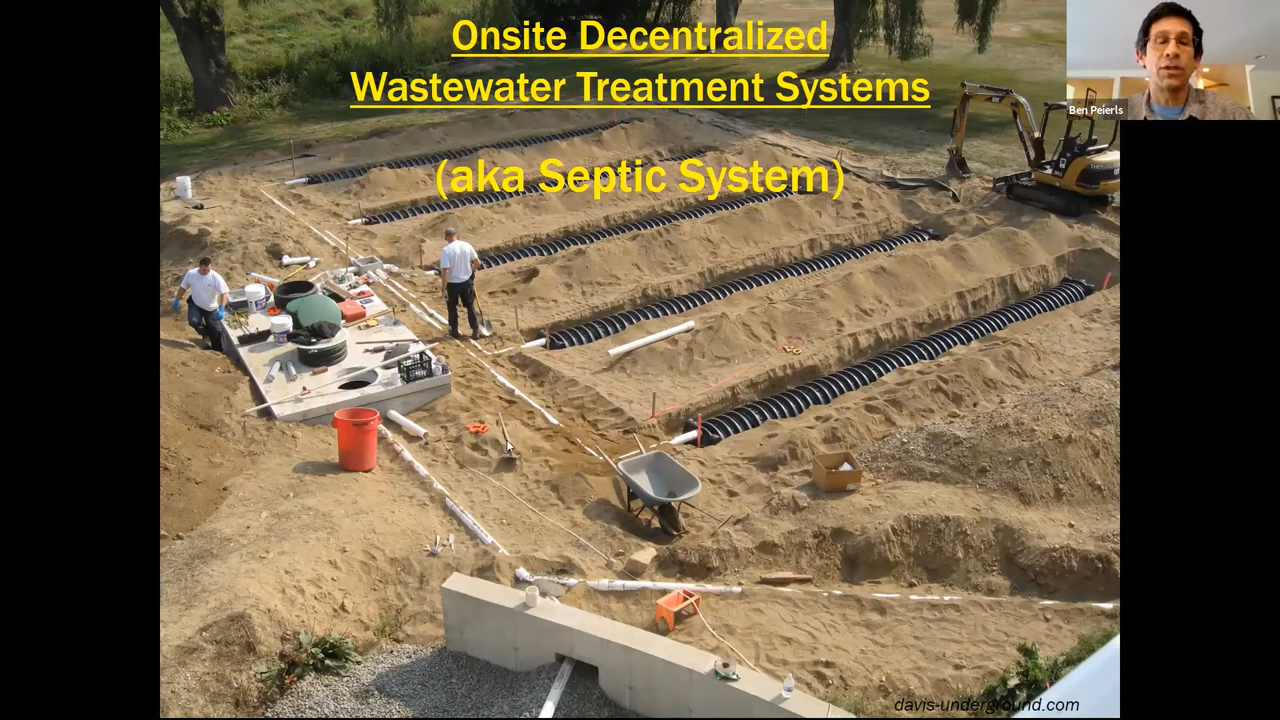 Onsite Decentralized
Wastewater Treatment Systems
(aka Septic System)
Ben Peierls
davis-underground.com